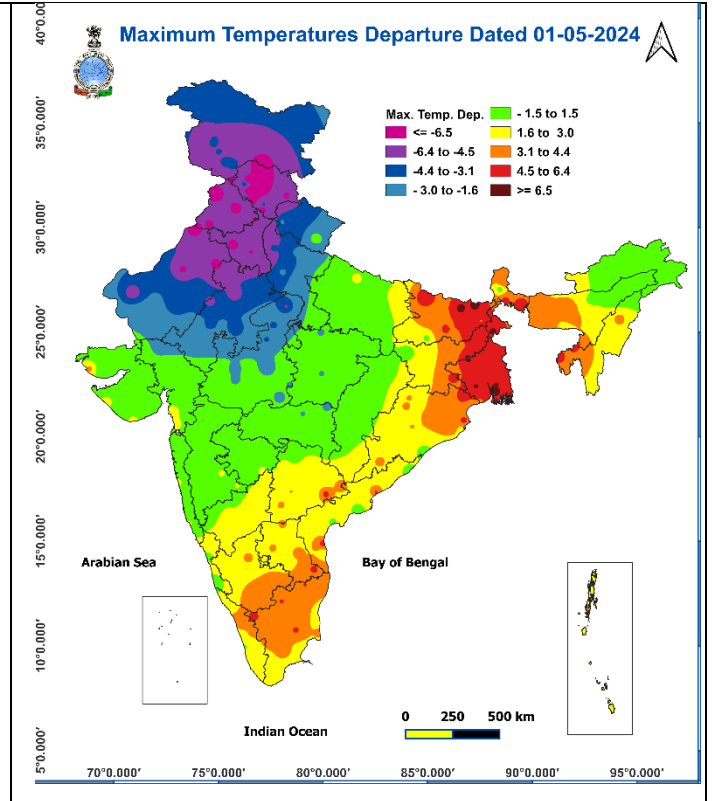 Maximum Temperatures Departure Dated 01-05-2024
Max. Temp. Dep.
<= -6.5
-6.4 to -4.5
-4.4 to -3.1
- 3.0 to -1.6
- 1.5 to 1.5
1.6 to 3.0
3.1 to 4.4
4.5 to 6.4
>= 6.5
40°0.000'
35°0.000'
30°0.000'
25°0.000'
20°0.000'
15°0.000'
10°0.000'
5°0.000'
Arabian Sea
Bay of Bengal
Indian Ocean
0 250 500 km
70°0.000' 75°0.000' 80°0.000' 85°0.000' 90°0.000' 95°0.000'